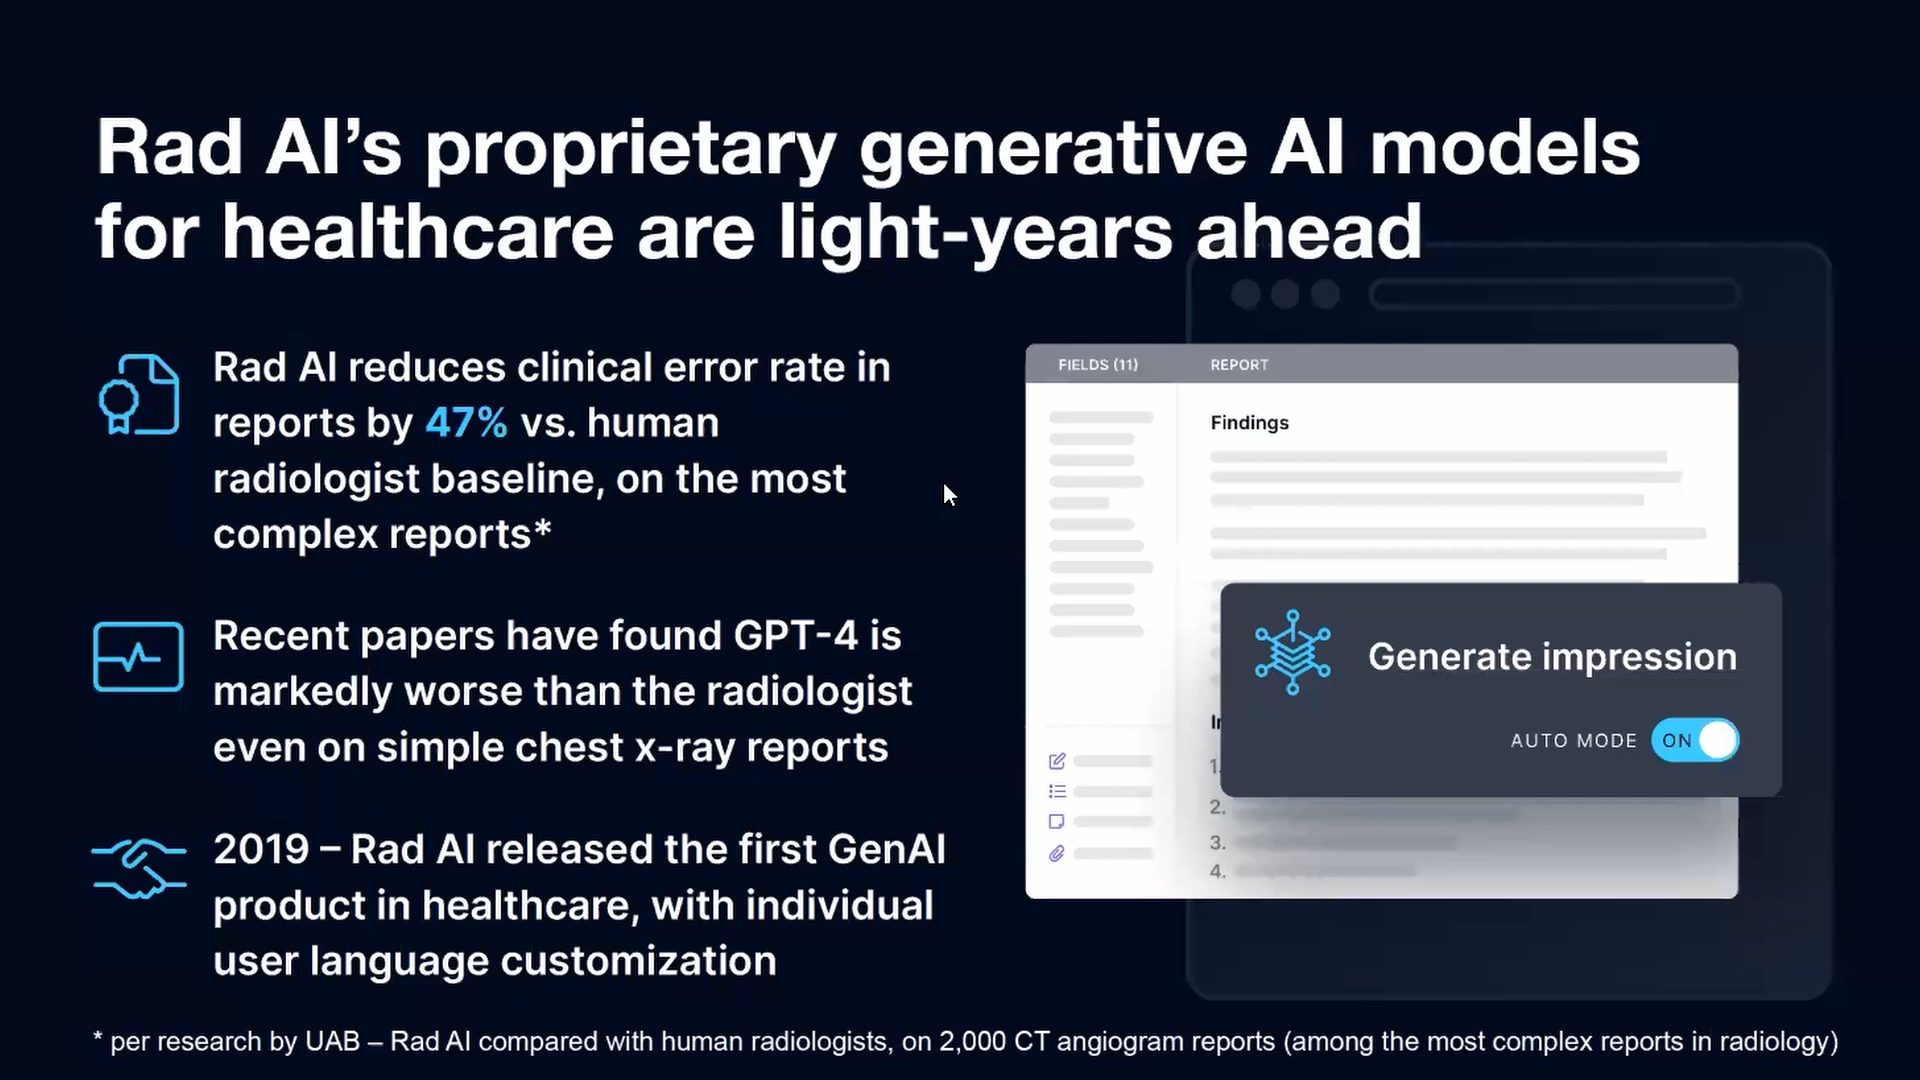 Rad AI’s proprietary generative AI models
for healthcare are light-years ahead
Rad AI reduces clinical error rate in
reports by 47% vs. human
radiologist baseline, on the most
complex reports*
Recent papers have found GPT-4 is
markedly worse than the radiologist
even on simple chest x-ray reports
2019 – Rad AI released the first GenAI
product in healthcare, with individual
user language customization
FIELDS (11)
REPORT
Findings
Generate impression
AUTO MODE ON
1.
2.
3.
4.
* per research by UAB – Rad AI compared with human radiologists, on 2,000 CT angiogram reports (among the most complex reports in radiology)